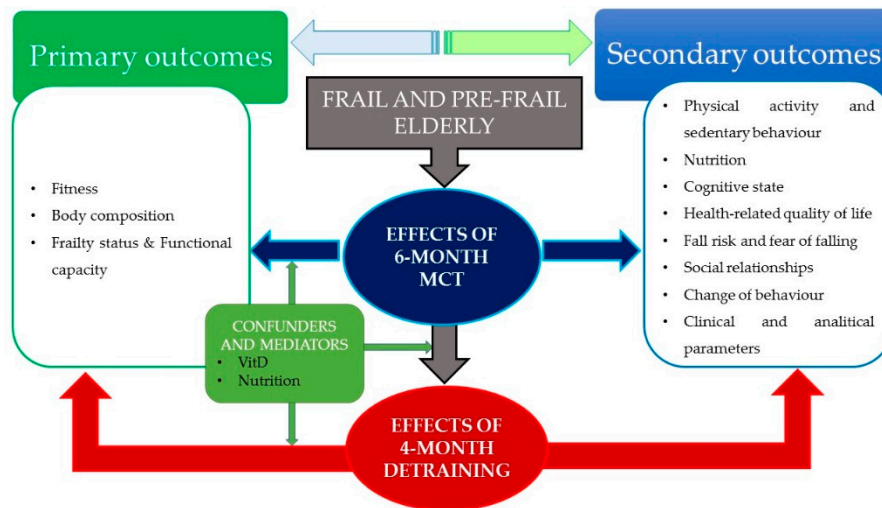 Primary outcomes
Secondary outcomes
FRAIL AND PRE-FRAIL
ELDERLY
• Fitness
• Body composition
• Frailty status & Functional
capacity
EFFECTS OF
6-MONTH
MCT
• Physical activity and
sedentary behaviour
• Nutrition
• Cognitive state
• Health-related quality of life
• Fall risk and fear of falling
• Social relationships
• Change of behaviour
• Clinical and analitical
parameters
CONFUNDERS
AND MEDIATORS
• VitD
• Nutrition
EFFECTS OF
4-MONTH
DETRAINING